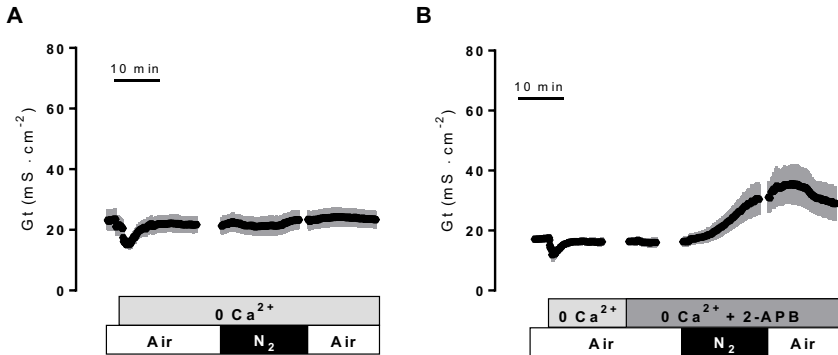 A
80
60
40
20
0
Gt (mS · cm⁻²)
10 min
0 Ca²⁺
Air
N₂
Air
B
80
60
40
20
0
Gt (mS · cm⁻²)
10 min
0 Ca²⁺
0 Ca²⁺ + 2-APB
Air
N₂
Air